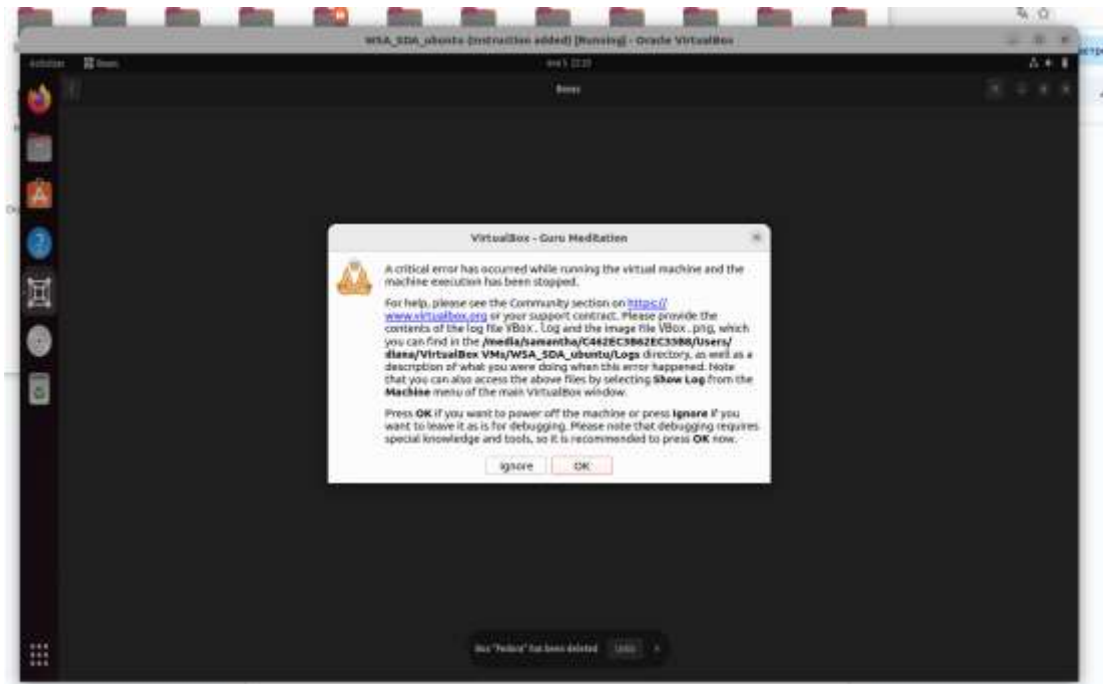 WSA_SDA_ubuntu (Instruction added) [Running] - Oracle VirtualBox
Boxes
Boxes
VirtualBox - Guru Meditation
A critical error has occurred while running the virtual machine and the
machine execution has been stopped.
For help, please see the Community section on https://
www.virtualbox.org or your support contract. Please provide the
contents of the log file VBox.log and the image file VBox.png, which
you can find in the /media/samantha/C462EC3B62EC33B8/Users/
diana/VirtualBox VMs/WSA_SDA_ubuntu/Logs directory, as well as a
description of what you were doing when this error happened. Note
that you can also access the above files by selecting Show Log from the
Machine menu of the main VirtualBox window.
Press OK if you want to power off the machine or press Ignore if you
want to leave it as is for debugging. Please note that debugging requires
special knowledge and tools, so it is recommended to press OK now.
Ignore OK
Box "Fedora" has been deleted Undo